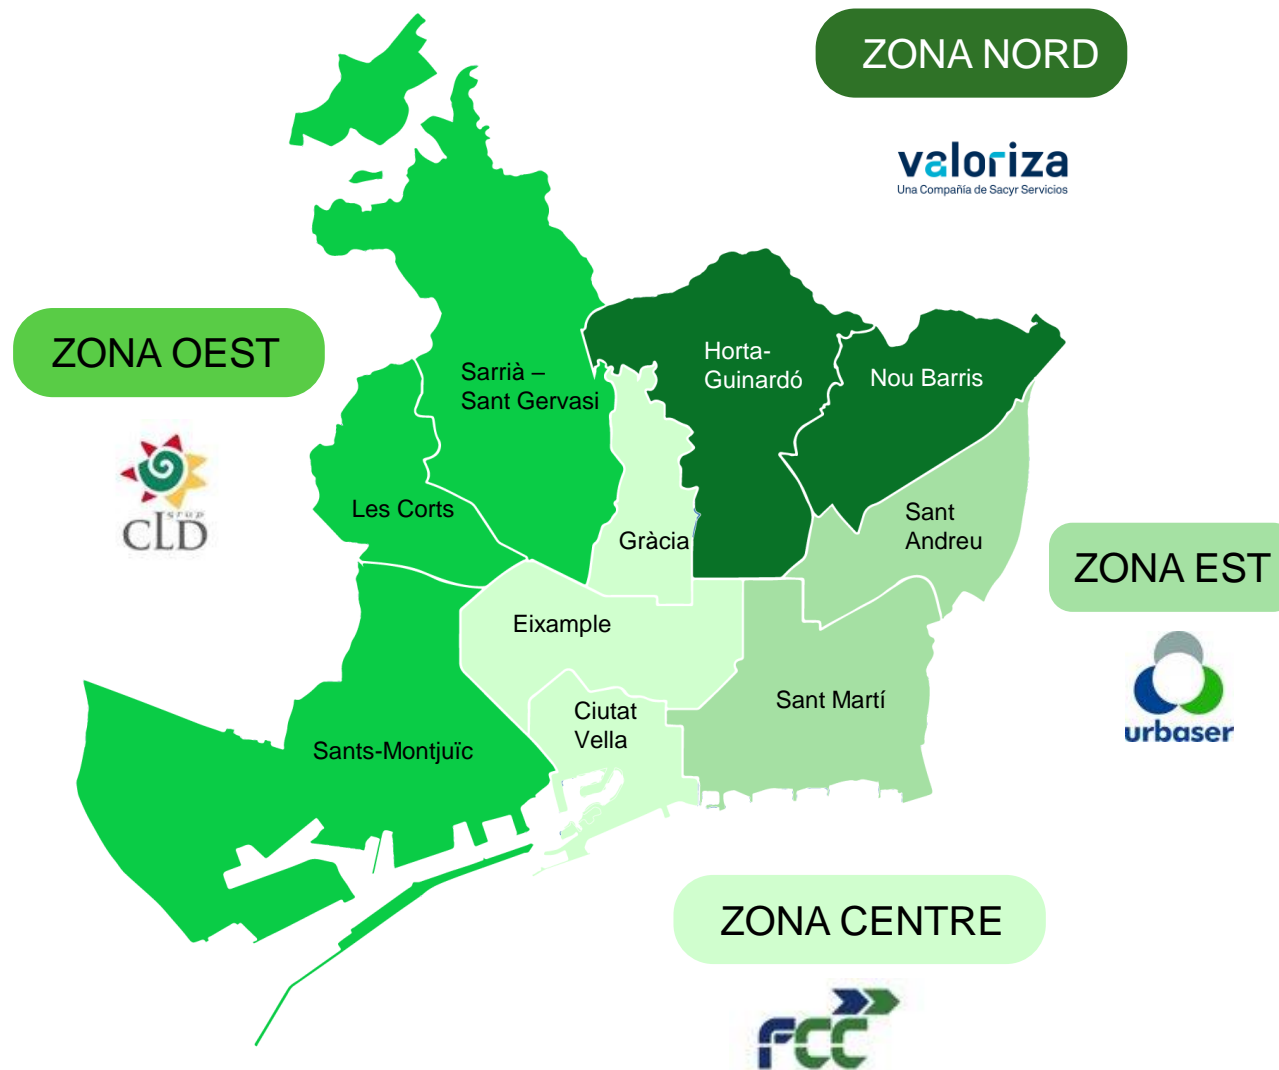 ZONA NORD
valoriza
Una Compañía de Sacyr Servicios
ZONA OEST
grup
CLD
Sarrià –
Sant Gervasi
Horta-
Guinardó
Nou Barris
Les Corts
Gràcia
Sant
Andreu
ZONA EST
urbaser
Eixample
Ciutat
Vella
Sant Martí
Sants-Montjuïc
ZONA CENTRE
FCC